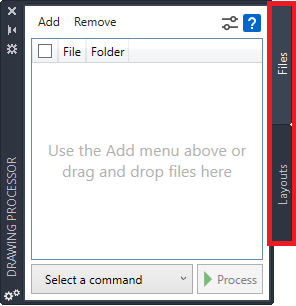 Add Remove ?
File Folder
Use the Add menu above or
drag and drop files here
Select a command Process
DRAWING PROCESSOR
Files
Layouts